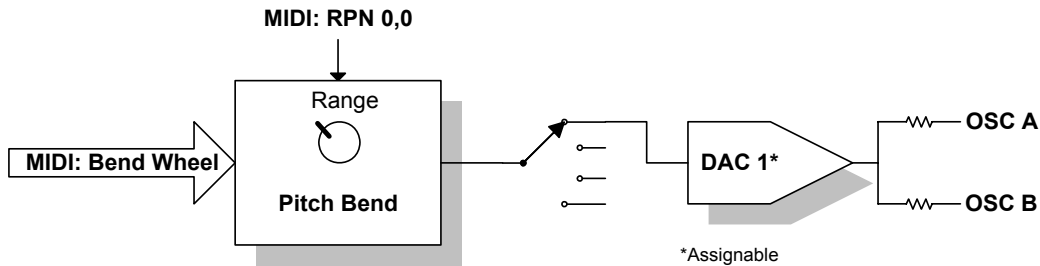 MIDI: RPN 0,0
Range
MIDI: Bend Wheel
Pitch Bend
DAC 1*
OSC A
OSC B
*Assignable